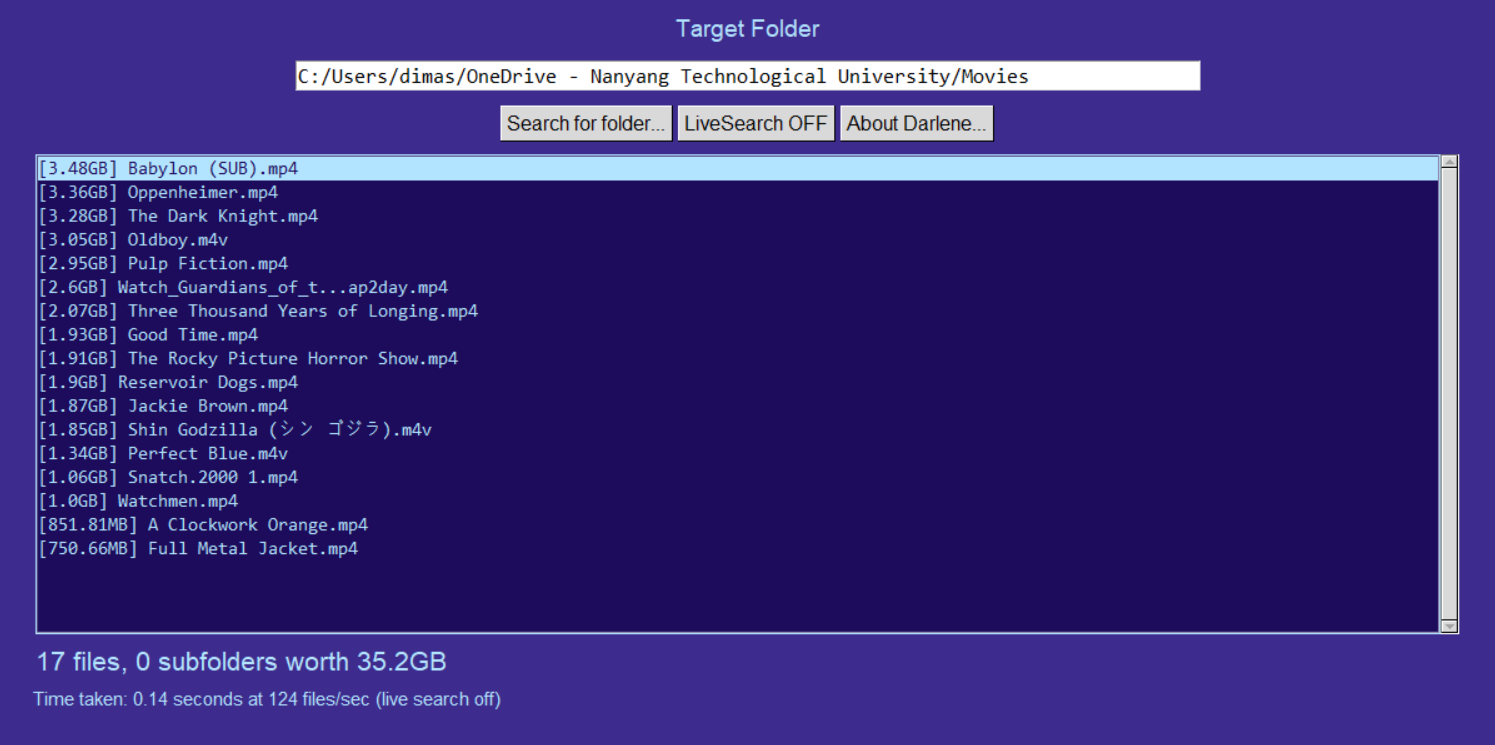 Target Folder
C:/Users/dimas/OneDrive - Nanyang Technological University/Movies
Search for folder... LiveSearch OFF About Darlene...
[3.48GB] Babylon (SUB).mp4
[3.36GB] Oppenheimer.mp4
[3.28GB] The Dark Knight.mp4
[3.05GB] Oldboy.m4v
[2.95GB] Pulp Fiction.mp4
[2.6GB] Watch_Guardians_of_t...ap2day.mp4
[2.07GB] Three Thousand Years of Longing.mp4
[1.93GB] Good Time.mp4
[1.91GB] The Rocky Picture Horror Show.mp4
[1.9GB] Reservoir Dogs.mp4
[1.87GB] Jackie Brown.mp4
[1.85GB] Shin Godzilla (シン ゴジラ).m4v
[1.34GB] Perfect Blue.m4v
[1.06GB] Snatch.2000 1.mp4
[1.0GB] Watchmen.mp4
[851.81MB] A Clockwork Orange.mp4
[750.66MB] Full Metal Jacket.mp4
17 files, 0 subfolders worth 35.2GB
Time taken: 0.14 seconds at 124 files/sec (live search off)